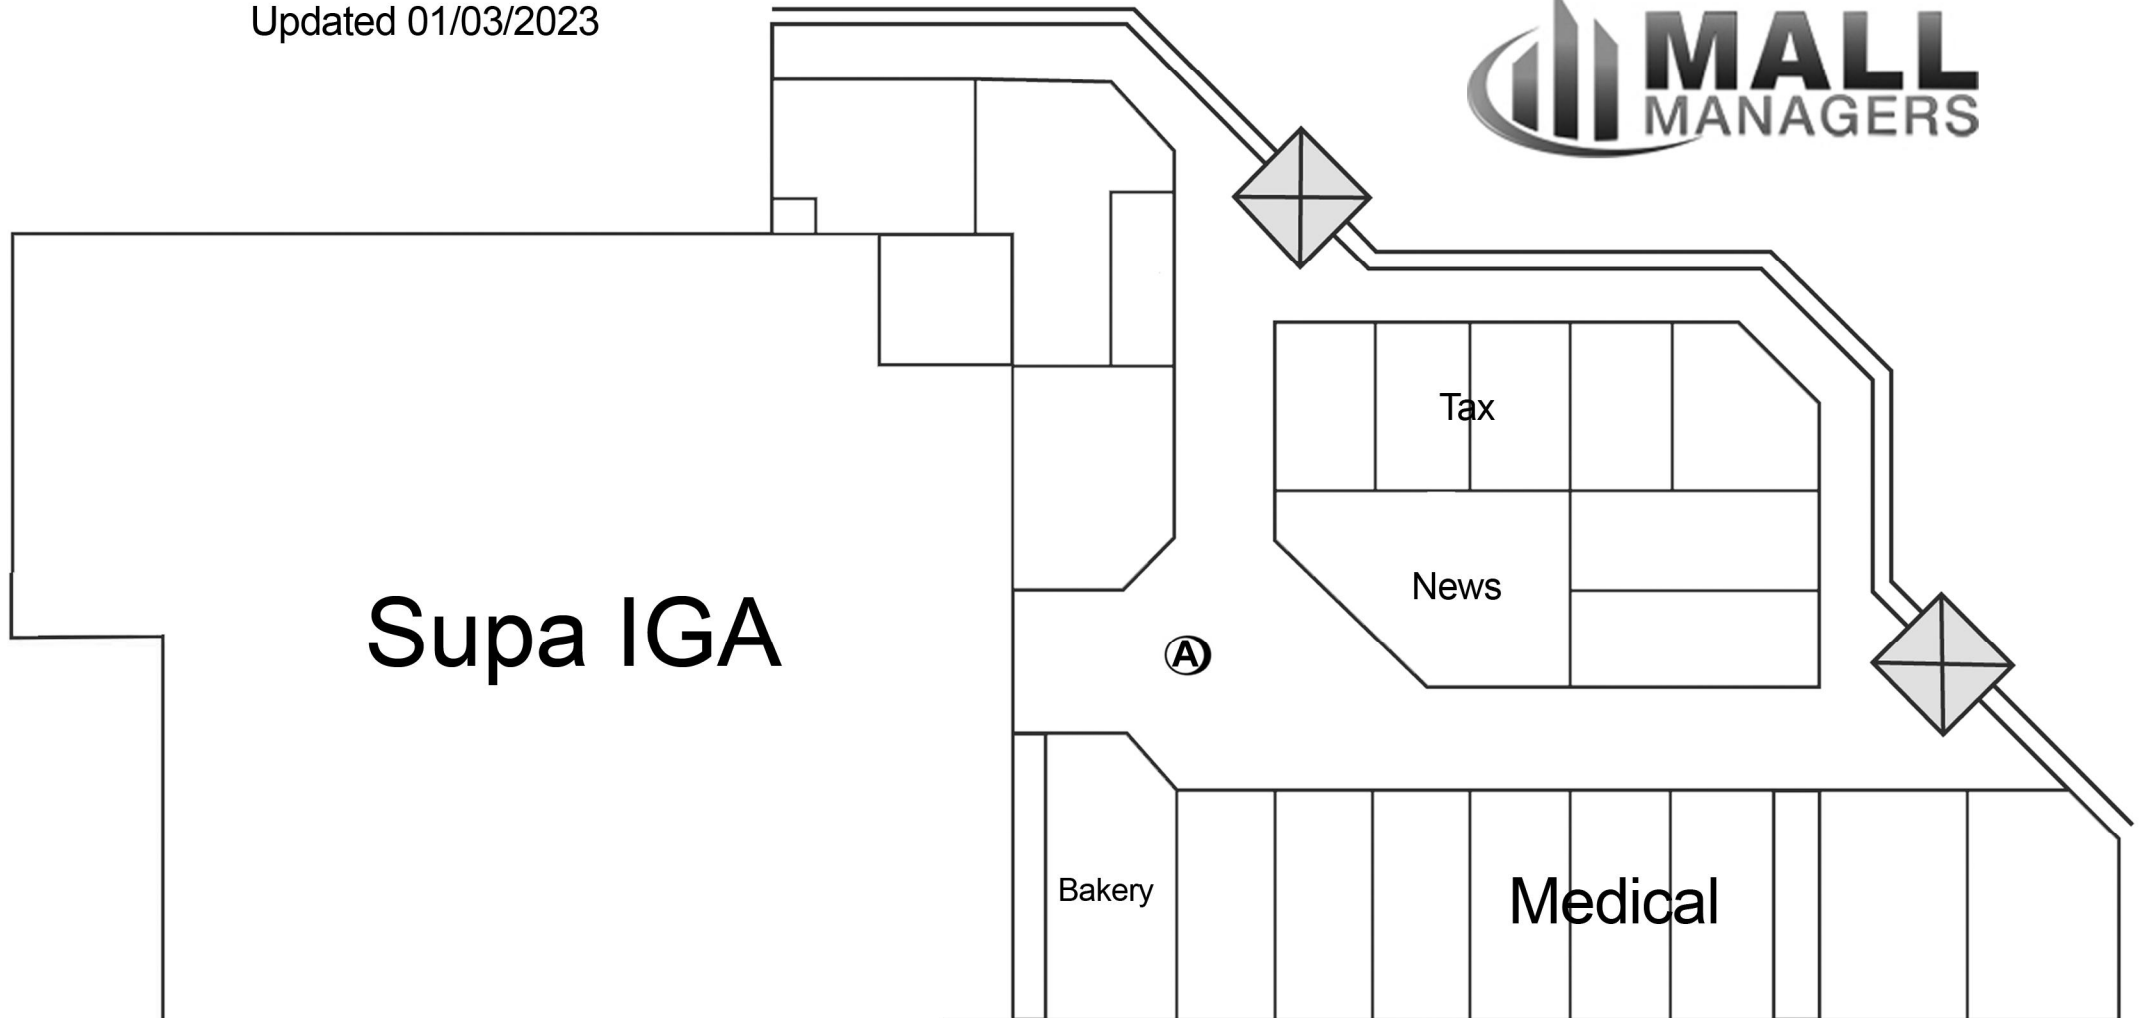 Updated 01/03/2023
MALL
MANAGERS
Tax
News
Supa IGA
A
Bakery
Medical